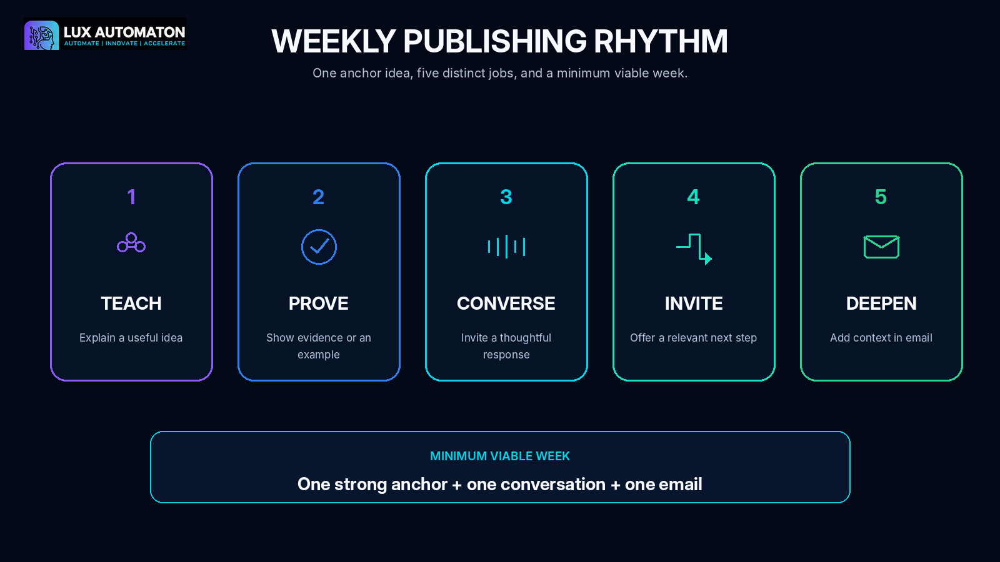 LUX AUTOMATON
AUTOMATE | INNOVATE | ACCELERATE
WEEKLY PUBLISHING RHYTHM
One anchor idea, five distinct jobs, and a minimum viable week.
1
TEACH
Explain a useful idea
2
PROVE
Show evidence or an
example
3
CONVERSE
Invite a thoughtful
response
4
INVITE
Offer a relevant next step
5
DEEPEN
Add context in email
MINIMUM VIABLE WEEK
One strong anchor + one conversation + one email